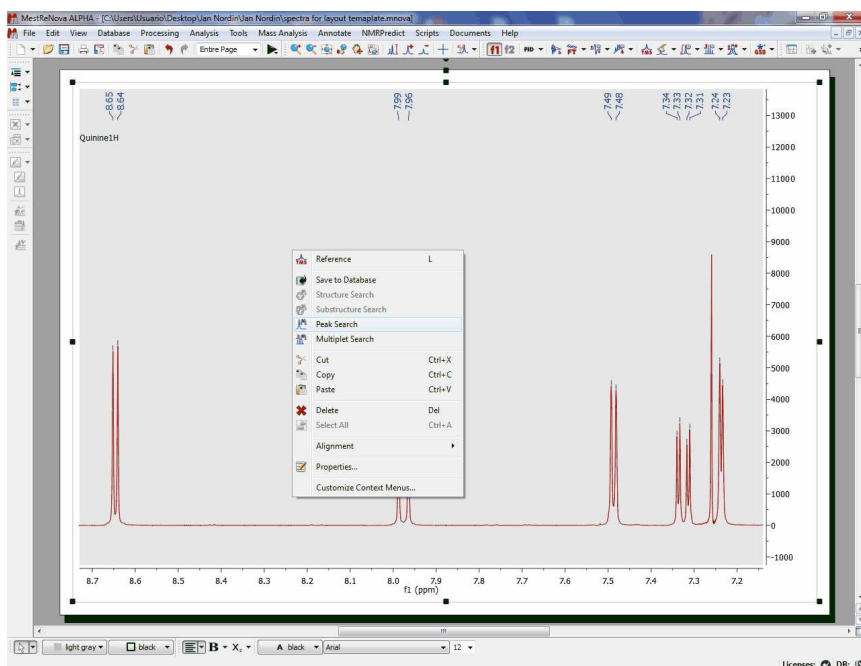 MestReNova ALPHA - [C:\Users\Usuario\Desktop\Jan Nordin\Jan Nordin\spectra for layout temaplate.mnova]
File Edit View Database Processing Analysis Tools Mass Analysis Annotate NMRPredict Scripts Documents Help
Entire Page f1 f2 FID FT
8.65 8.64 7.99 7.96 7.49 7.48 7.34 7.33 7.32 7.31 7.24 7.23
Quinine1H
13000
12000
11000
10000
9000
8000
7000
6000
5000
4000
3000
2000
1000
0
-1000
TMS Reference L
Save to Database
Structure Search
Substructure Search
Peak Search
Multiplet Search
Cut Ctrl+X
Copy Ctrl+C
Paste Ctrl+V
Delete Del
Select All Ctrl+A
Alignment
Properties...
Customize Context Menus...
8.7 8.6 8.5 8.4 8.3 8.2 8.1 8.0 7.9 7.8 7.7 7.6 7.5 7.4 7.3 7.2
f1 (ppm)
light gray black B X A black Arial 12
Licenses: DB: